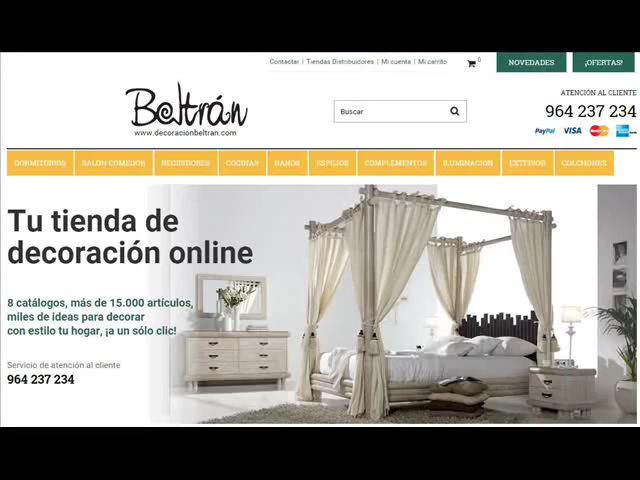 Contactar | Tiendas Distribuidores | Mi cuenta | Mi carrito
0
NOVEDADES
¡OFERTAS!
Beltrán
www.decoracionbeltran.com
Buscar
ATENCIÓN AL CLIENTE
964 237 234
PayPal VISA MasterCard
DORMITORIOS SALÓN COMEDOR RECIBIDORES COCINAS BAÑOS ESPEJOS COMPLEMENTOS ILUMINACION EXTERIOR COLCHONES
Tu tienda de
decoración online
8 catálogos, más de 15.000 artículos,
miles de ideas para decorar
con estilo tu hogar, ¡a un sólo clic!
Servicio de atención al cliente
964 237 234